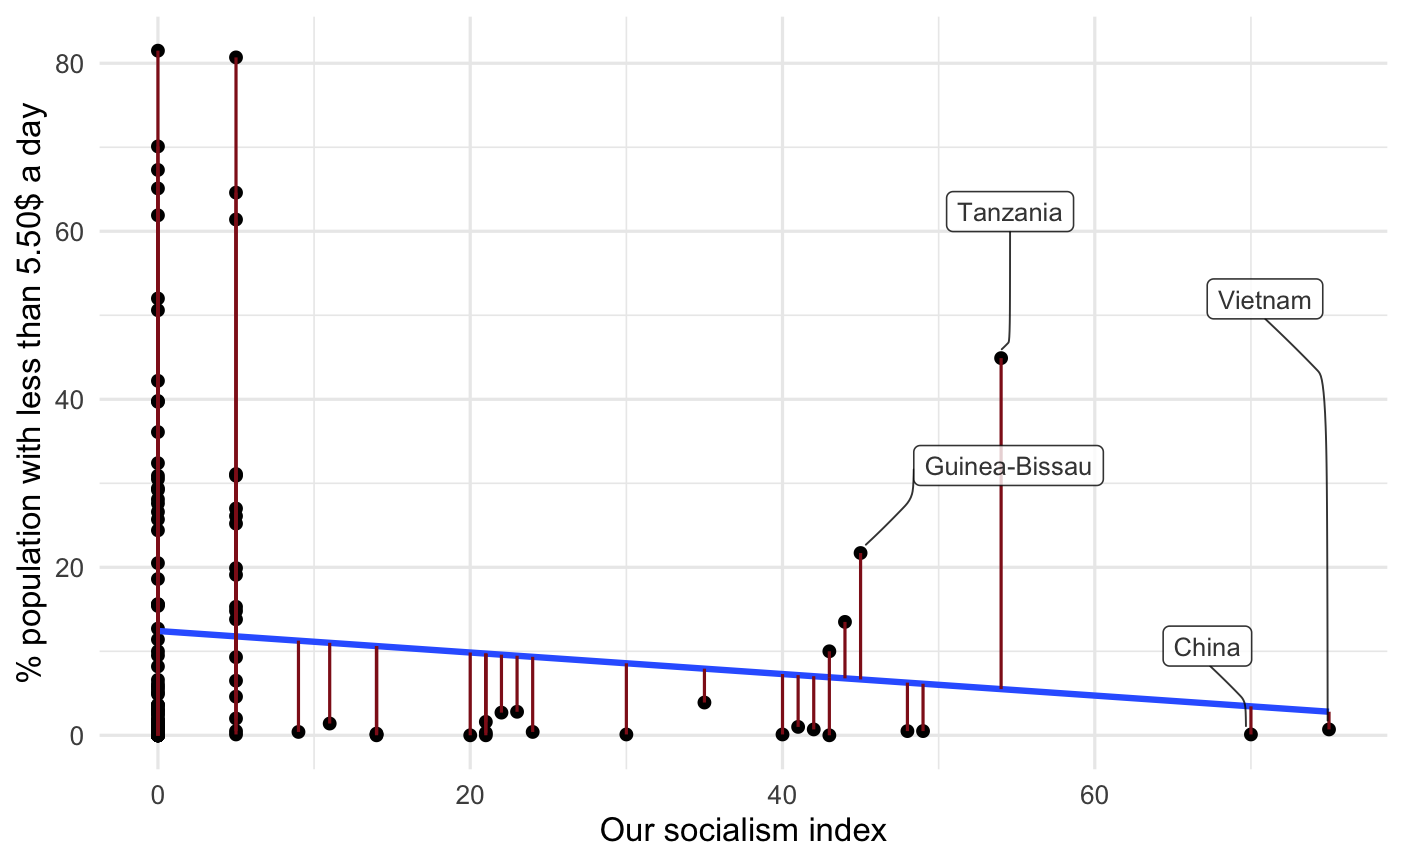 80
60
40
20
0
% population with less than 5.50$ a day
Tanzania
Vietnam
Guinea-Bissau
China
0
20
40
60
Our socialism index